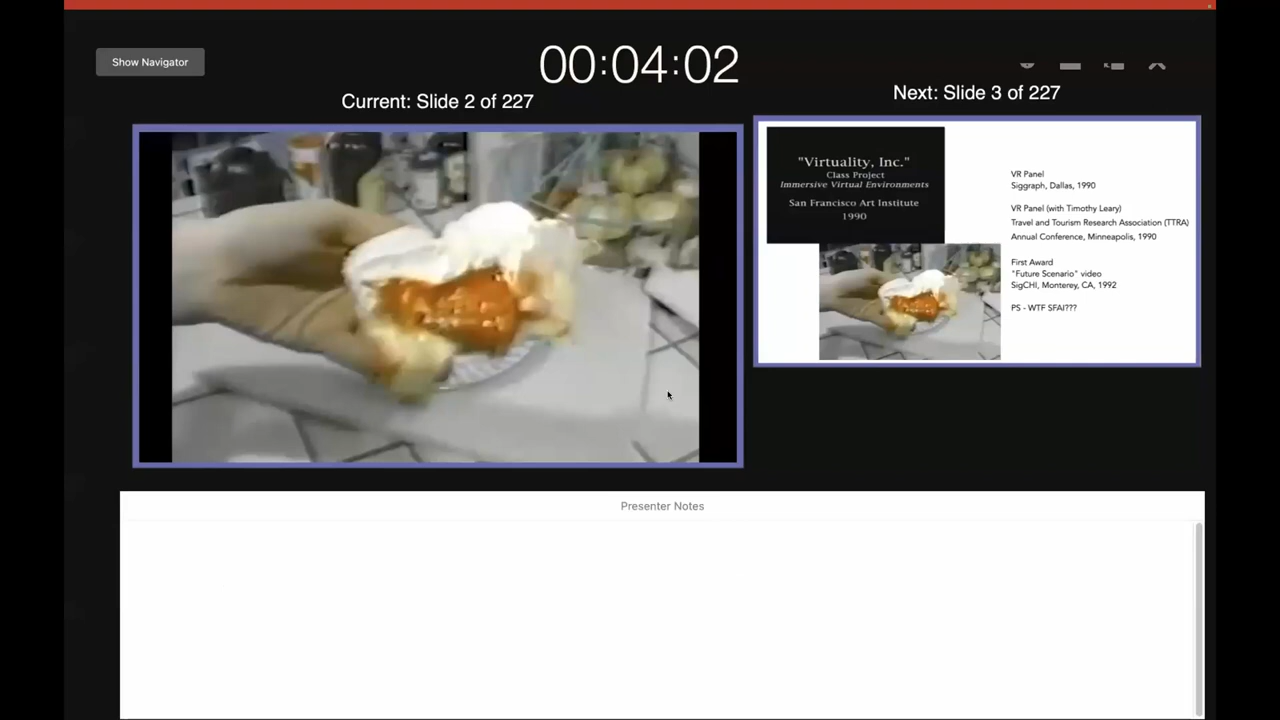 Show Navigator
00:04:02
Current: Slide 2 of 227
Next: Slide 3 of 227
"Virtuality, Inc."
Class Project
Immersive Virtual Environments
San Francisco Art Institute
1990
VR Panel
Siggraph, Dallas, 1990
VR Panel (with Timothy Leary)
Travel and Tourism Research Association (TTRA)
Annual Conference, Minneapolis, 1990
First Award
"Future Scenario" video
SigCHI, Monterey, CA, 1992
PS - WTF SFAI???
Presenter Notes